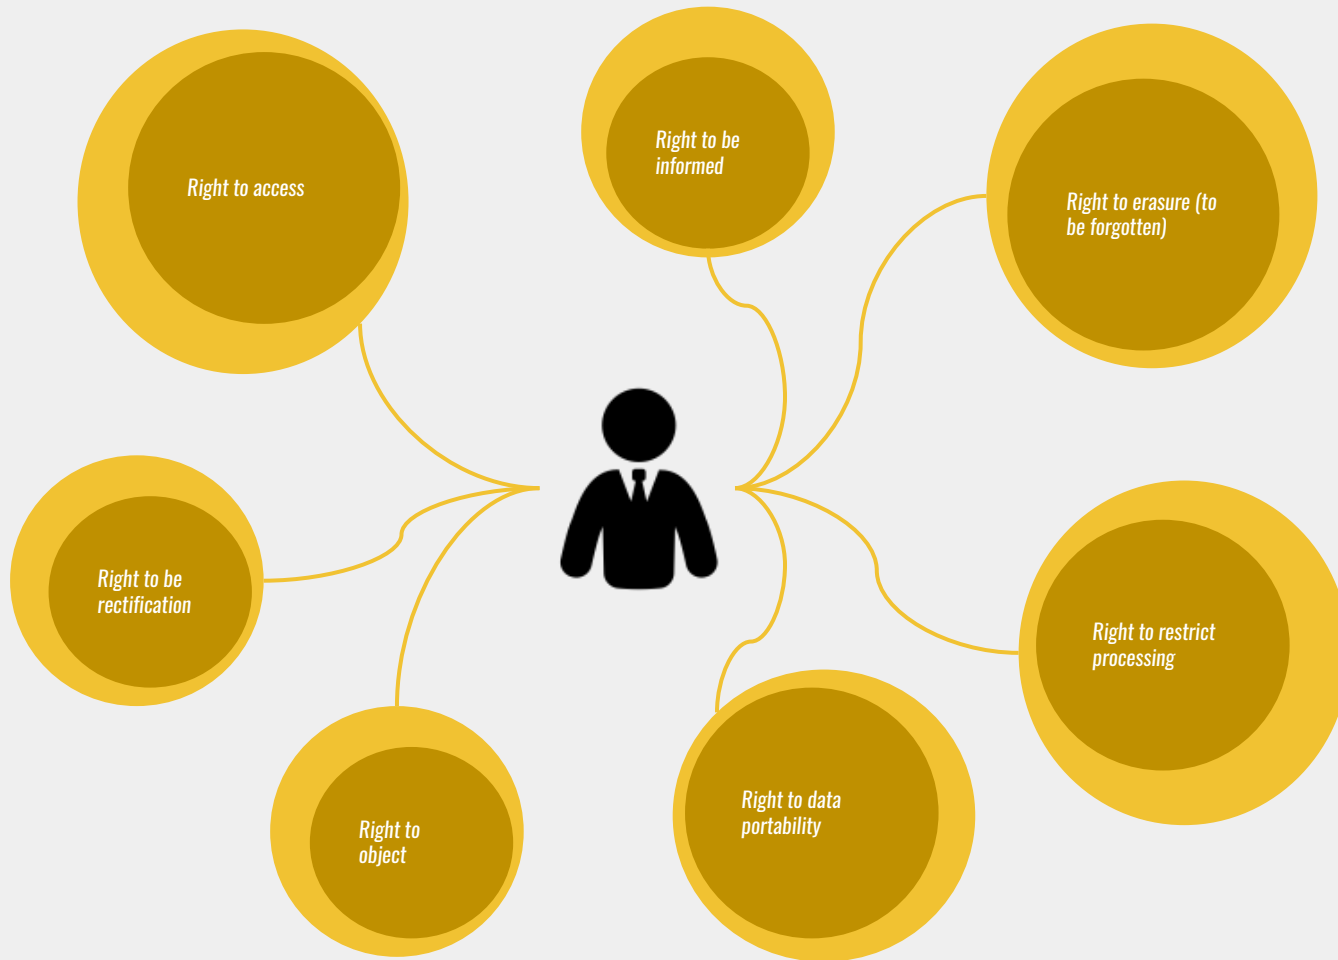 Right to be
informed
Right to access
Right to erasure (to
be forgotten)
Right to be
rectification
Right to restrict
processing
Right to data
portability
Right to
object